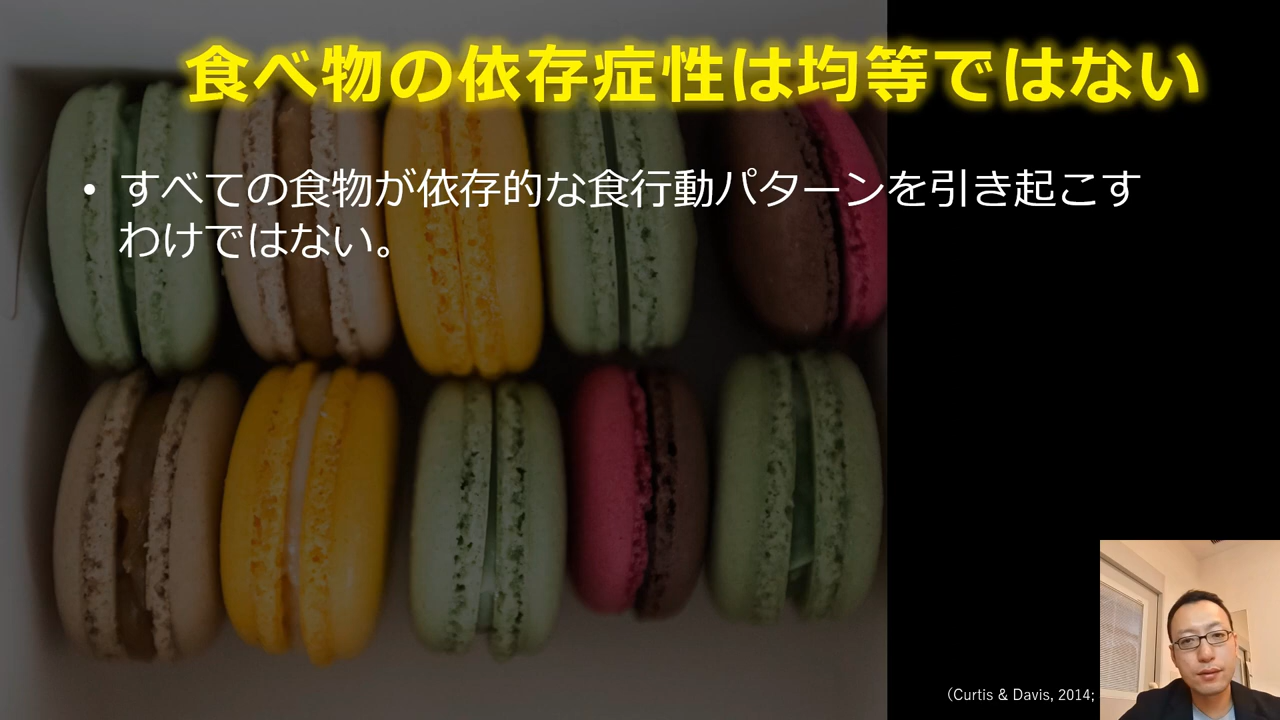 食べ物の依存症性は均等ではない
• すべての食物が依存的な食行動パターンを引き起こす
わけではない。
(Curtis & Davis, 2014;